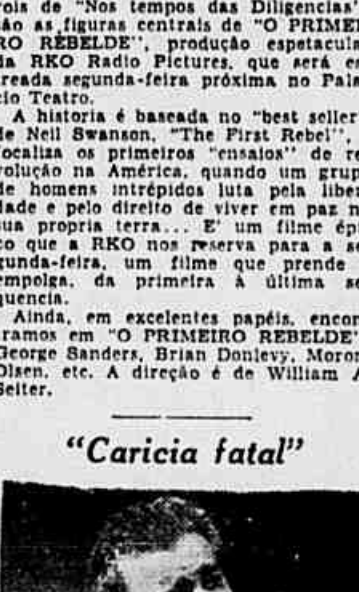 rois de "Nos tempos das Diligencias"
são as figuras centrais de "O PRIMEI
RO REBELDE", produção espetacula
da RKO Radio Pictures, que será es
treada segunda-feira próxima no Pala
cio Teatro.
A historia é baseada no "best seller"
de Neil Swanson, "The First Rebel",
focaliza os primeiros "ensaios" de re
volução na América, quando um grup
de homens intrépidos luta pela liber
dade e pelo direito de viver em paz n
sua propria terra... E' um filme épi
co que a RKO nos reserva para a se
gunda-feira, um filme que prende
empolga, da primeira à última se
quencia.
Ainda, em excelentes papéis, encon
tramos em "O PRIMEIRO REBELDE"
George Sanders, Brian Donlevy, Moron
Olsen, etc. A direção é de William A
Seiter.
"Caricia fatal"